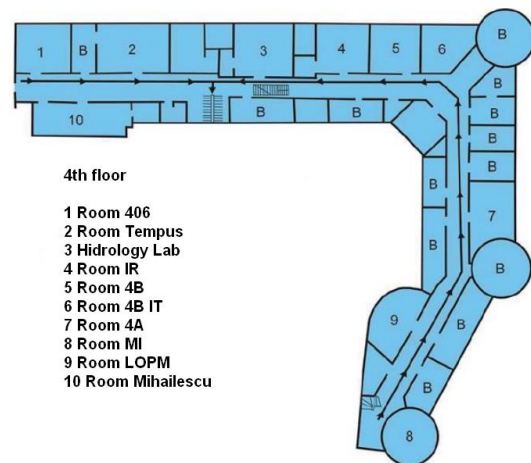 1 B 2 3 4 5 6 B
B
10 B B B
B
B
B B
7
B
B
9 B
B
8
4th floor
1 Room 406
2 Room Tempus
3 Hidrology Lab
4 Room IR
5 Room 4B
6 Room 4B IT
7 Room 4A
8 Room MI
9 Room LOPM
10 Room Mihailescu